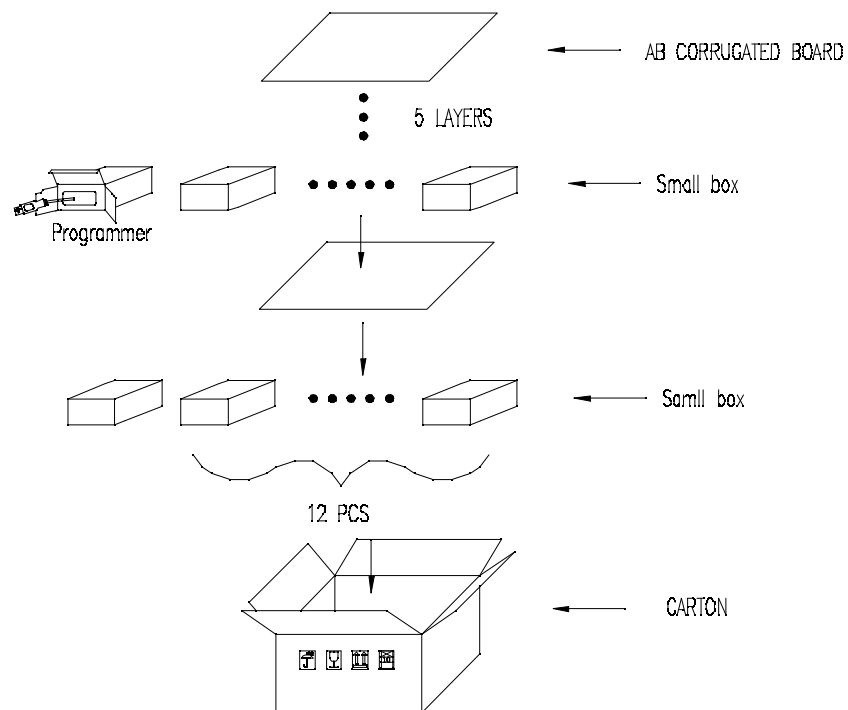 AB CORRUGATED BOARD
5 LAYERS
Small box
Programmer
Samll box
12 PCS
CARTON